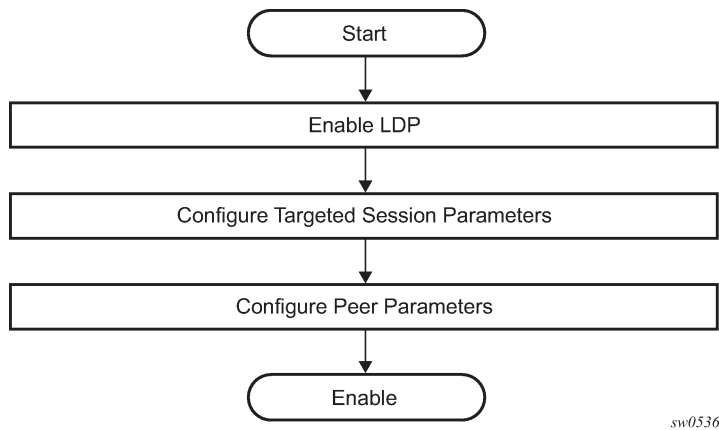 Start
Enable LDP
Configure Targeted Session Parameters
Configure Peer Parameters
Enable
sw0536